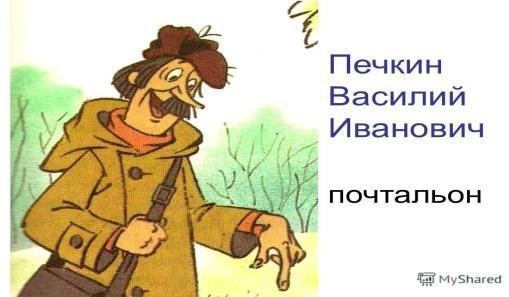 Печкин
Василий
Иванович
почтальон
MyShared